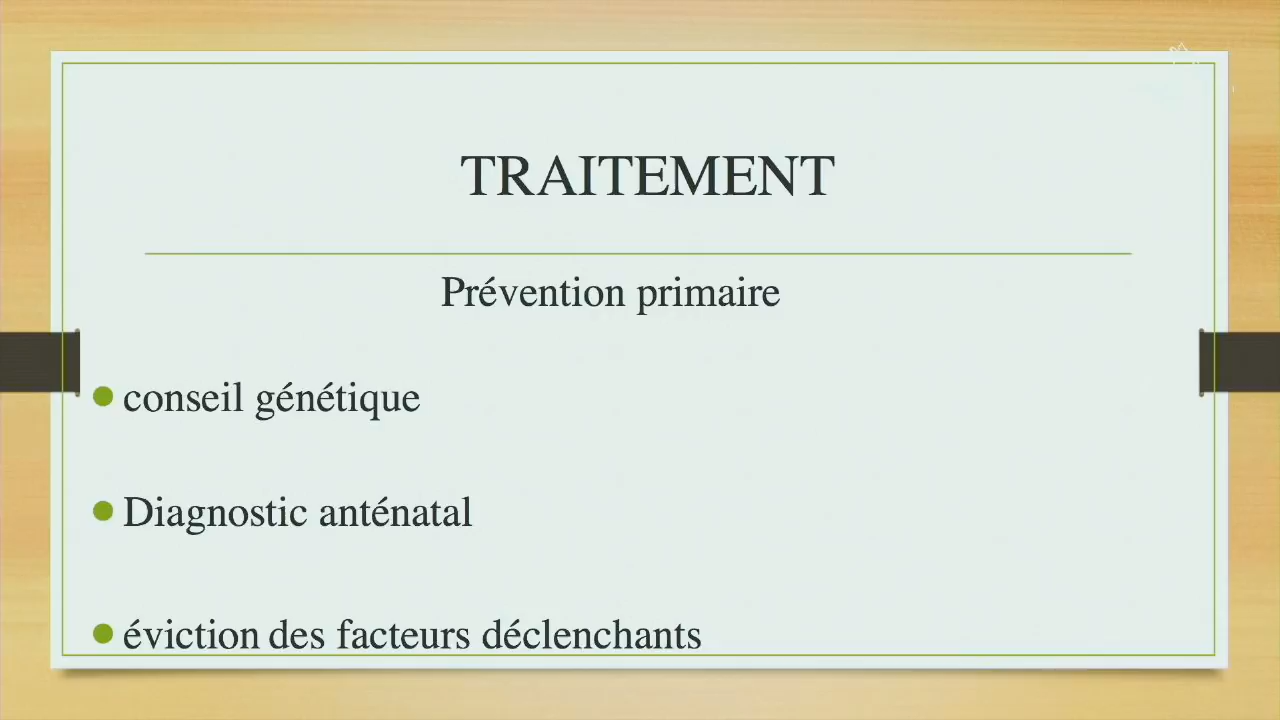 TRAITEMENT
Prévention primaire
conseil génétique
Diagnostic anténatal
éviction des facteurs déclenchants